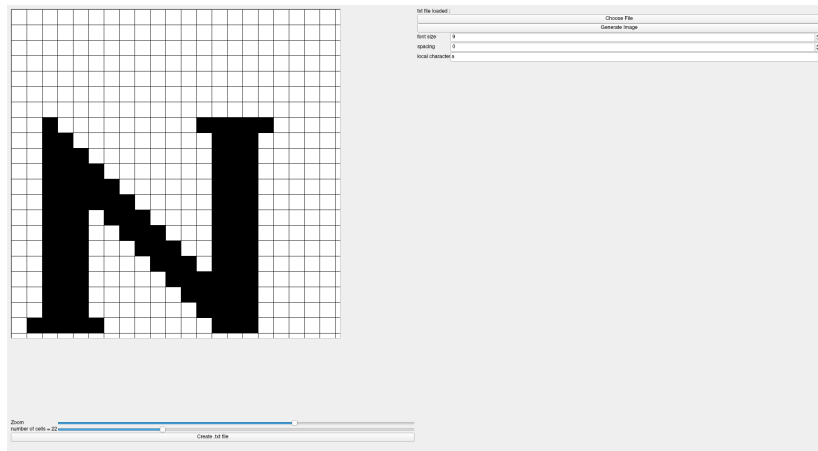 N
txt file loaded :
Choose File
Generate Image
font size 9
spacing 0
local character s
Zoom
number of cells = 22
Create .txt file